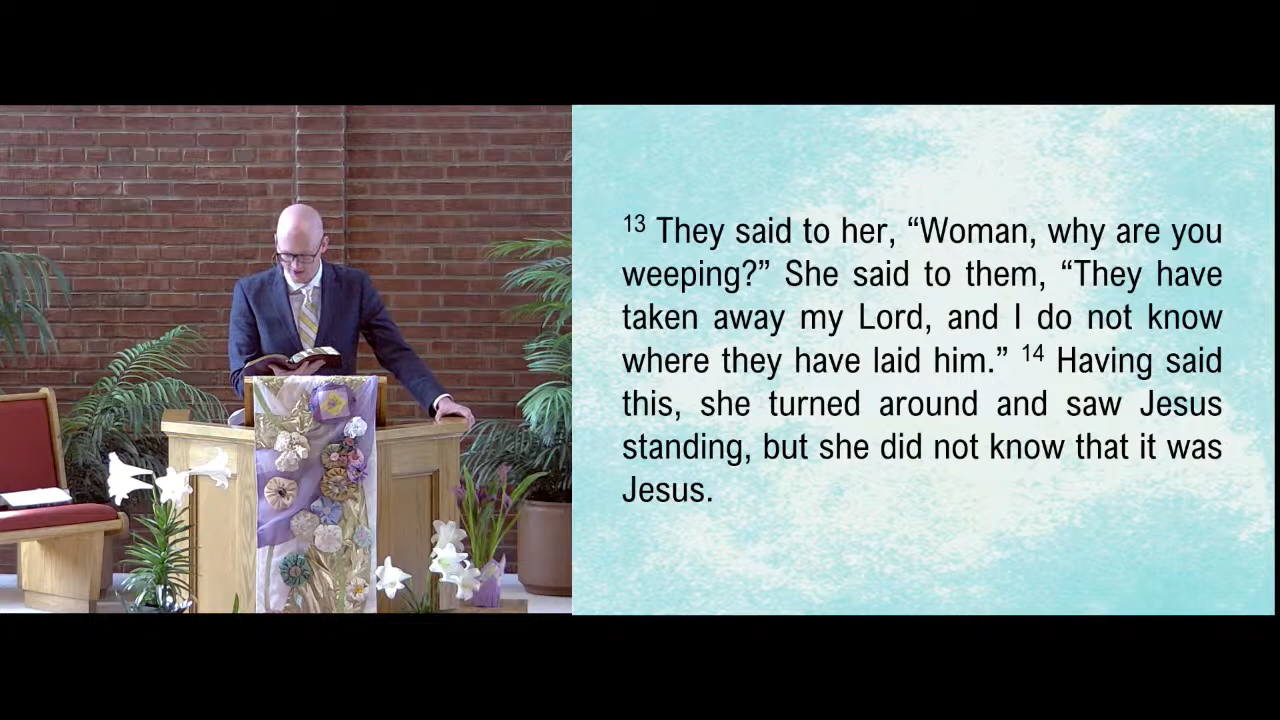 13 They said to her, “Woman, why are you
weeping?” She said to them, “They have
taken away my Lord, and I do not know
where they have laid him.” 14 Having said
this, she turned around and saw Jesus
standing, but she did not know that it was
Jesus.